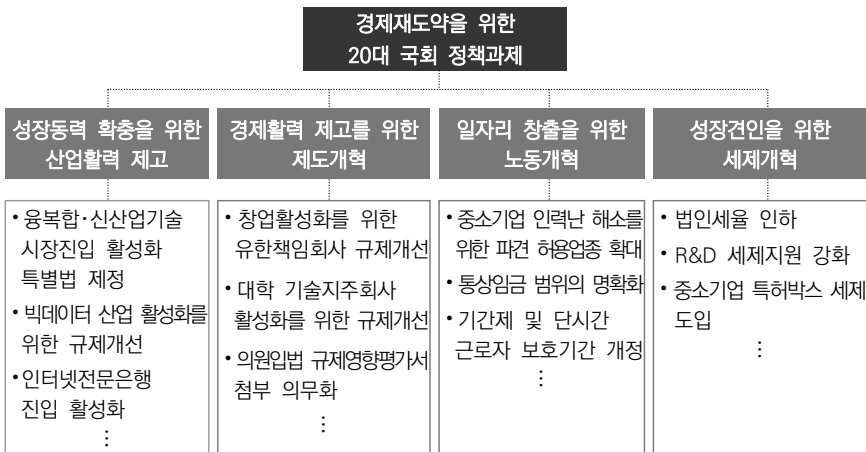 경제재도약을 위한
20대 국회 정책과제
성장동력 확충을 위한
산업활력 제고
• 융복합·신산업기술
시장진입 활성화
특별법 제정
• 빅데이터 산업 활성화를
위한 규제개선
• 인터넷전문은행
진입 활성화
⋮
경제활력 제고를 위한
제도개혁
• 창업활성화를 위한
유한책임회사 규제개선
• 대학 기술지주회사
활성화를 위한 규제개선
• 의원입법 규제영향평가서
첨부 의무화
⋮
일자리 창출을 위한
노동개혁
• 중소기업 인력난 해소를
위한 파견 허용업종 확대
• 통상임금 범위의 명확화
• 기간제 및 단시간
근로자 보호기간 개정
⋮
성장견인을 위한
세제개혁
• 법인세율 인하
• R&D 세제지원 강화
• 중소기업 특허박스 세제
도입
⋮